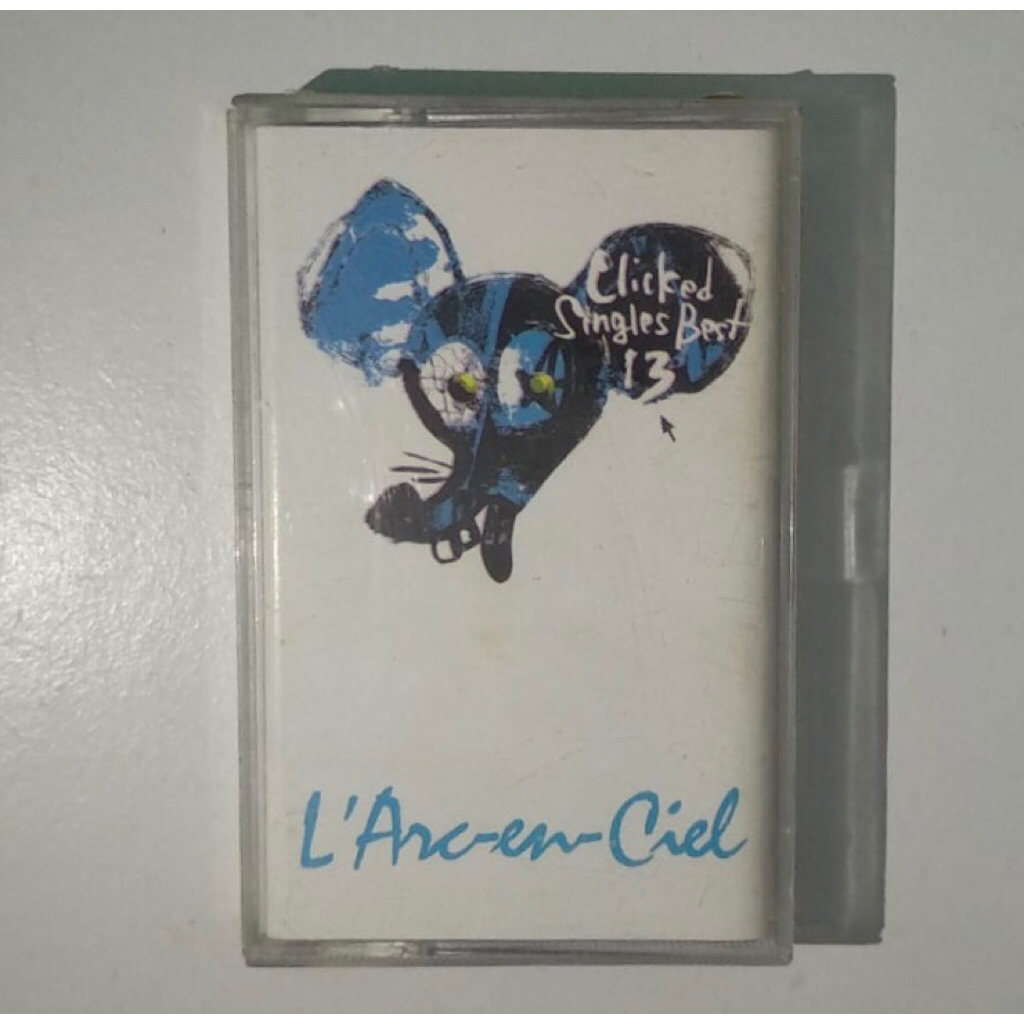 Clicked
Singles Best
13
L'Arc-en-Ciel